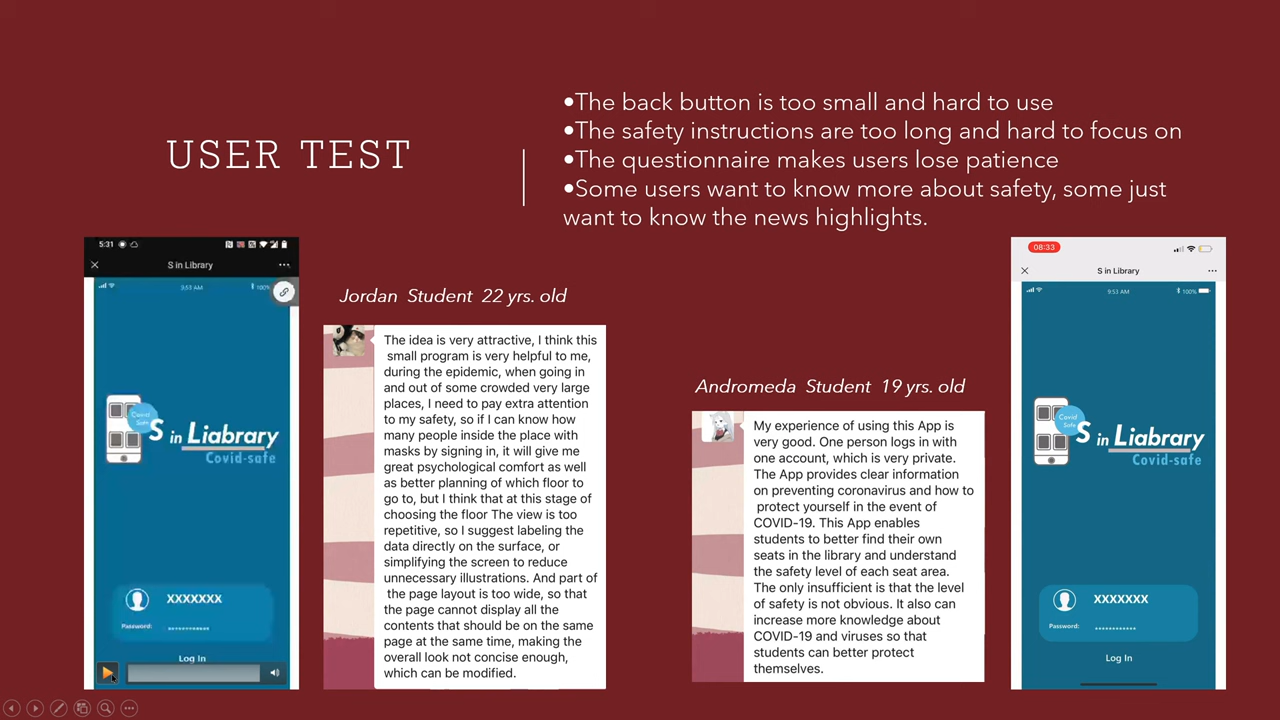 USER TEST
•The back button is too small and hard to use
•The safety instructions are too long and hard to focus on
•The questionnaire makes users lose patience
•Some users want to know more about safety, some just
want to know the news highlights.
5:31
S in Library
9:53 AM
100%
Covid
Safe
S in Liabrary
Covid-safe
XXXXXXX
Password: ••••••••••••
Log In
Jordan Student 22 yrs. old
The idea is very attractive, I think this
small program is very helpful to me,
during the epidemic, when going in
and out of some crowded very large
places, I need to pay extra attention
to my safety, so if I can know how
many people inside the place with
masks by signing in, it will give me
great psychological comfort as well
as better planning of which floor to
go to, but I think that at this stage of
choosing the floor The view is too
repetitive, so I suggest labeling the
data directly on the surface, or
simplifying the screen to reduce
unnecessary illustrations. And part of
the page layout is too wide, so that
the page cannot display all the
contents that should be on the same
page at the same time, making the
overall look not concise enough,
which can be modified.
Andromeda Student 19 yrs. old
My experience of using this App is
very good. One person logs in with
one account, which is very private.
The App provides clear information
on preventing coronavirus and how to
protect yourself in the event of
COVID-19. This App enables
students to better find their own
seats in the library and understand
the safety level of each seat area.
The only insufficient is that the level
of safety is not obvious. It also can
increase more knowledge about
COVID-19 and viruses so that
students can better protect
themselves.
08:33
S in Library
9:53 AM
100%
Covid
Safe
S in Liabrary
Covid-safe
XXXXXXX
Password: ••••••••••••
Log In